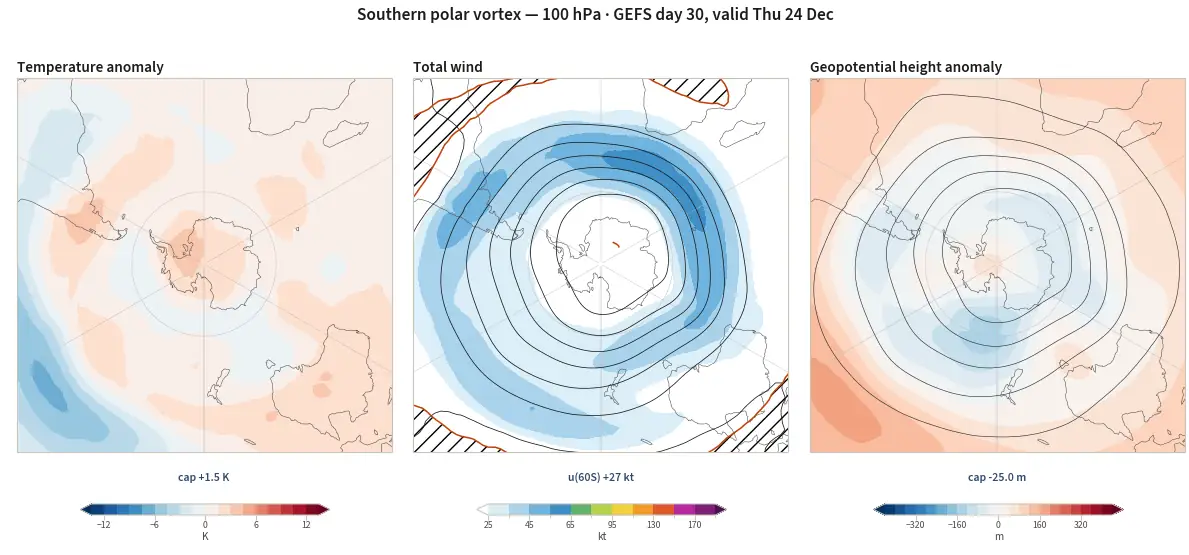 Southern polar vortex — 100 hPa · GEFS day 30, valid Thu 24 Dec
Temperature anomaly
Total wind
Geopotential height anomaly
cap +1.5 K
u(60S) +27 kt
cap -25.0 m
−12 −6 0 6 12
K
25 45 65 95 130 170
kt
−320 −160 0 160 320
m